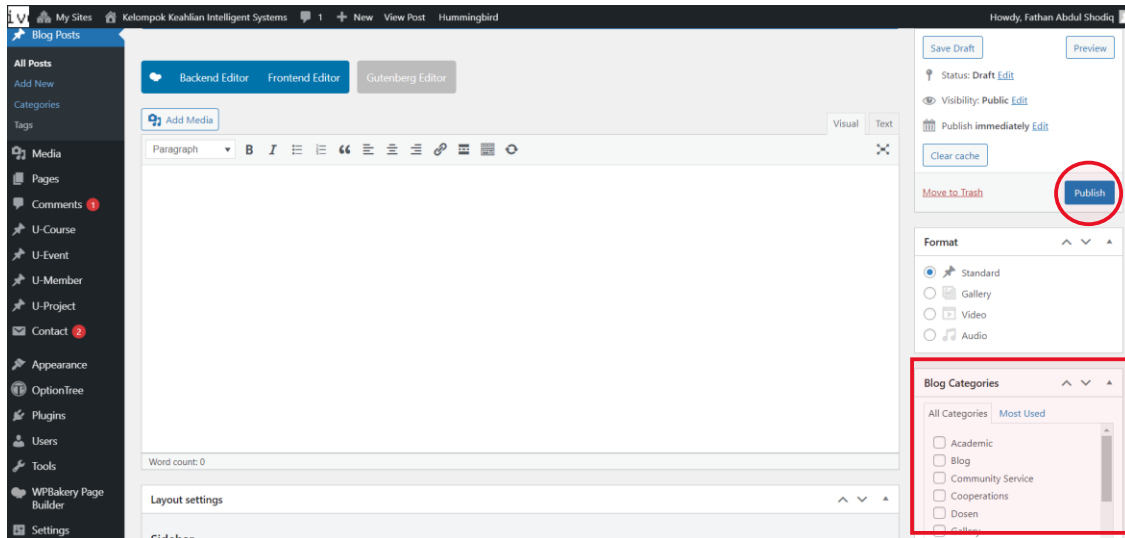 My Sites Kelompok Keahlian Intelligent Systems 1 + New View Post Hummingbird Howdy, Fathan Abdul Shodiq
Blog Posts
All Posts
Add New
Categories
Tags
Media
Pages
Comments 1
U-Course
U-Event
U-Member
U-Project
Contact 2
Appearance
OptionTree
Plugins
Users
Tools
WPBakery Page
Builder
Settings
Backend Editor Frontend Editor Gutenberg Editor
Add Media
Visual Text
Paragraph B I
Word count: 0
Layout settings
Sidebar
Save Draft Preview
Status: Draft Edit
Visibility: Public Edit
Publish immediately Edit
Clear cache
Move to Trash Publish
Format
Standard
Gallery
Video
Audio
Blog Categories
All Categories Most Used
Academic
Blog
Community Service
Cooperations
Dosen
Gallery